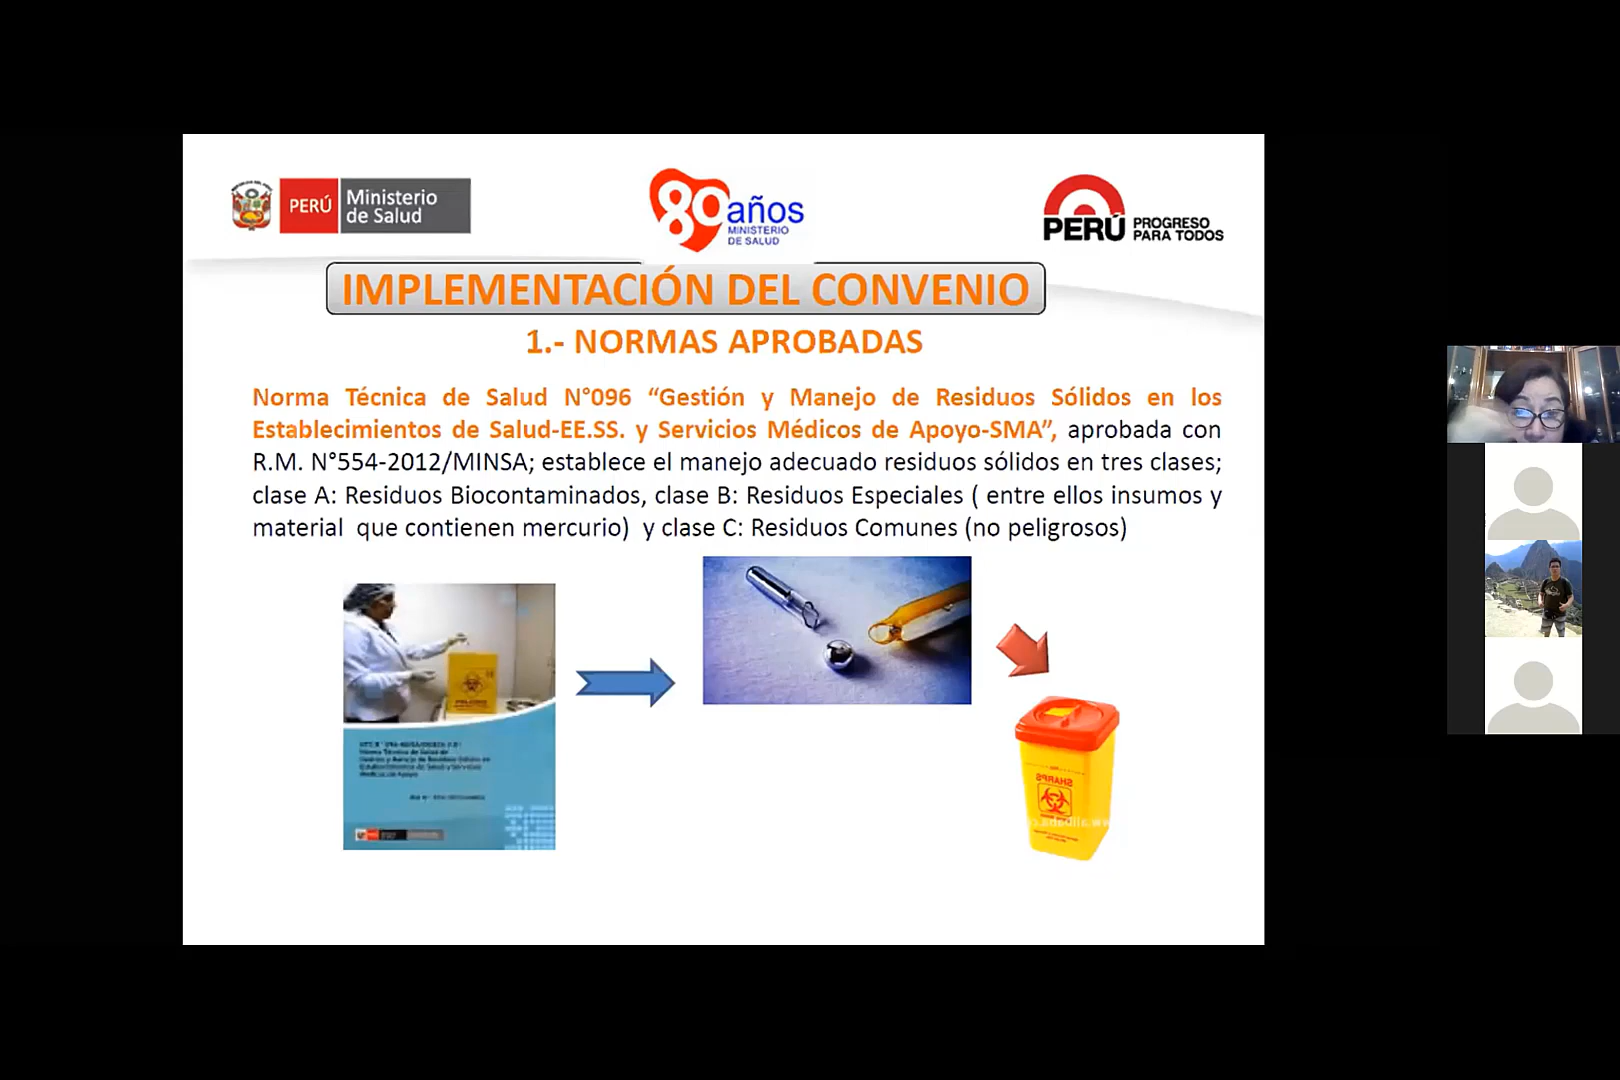 PERÚ
Ministerio
de Salud
89 años
MINISTERIO
DE SALUD
PERÚ
PROGRESO
PARA TODOS
IMPLEMENTACIÓN DEL CONVENIO
1.- NORMAS APROBADAS
Norma Técnica de Salud N°096 “Gestión y Manejo de Residuos Sólidos en los
Establecimientos de Salud-EE.SS. y Servicios Médicos de Apoyo-SMA”, aprobada con
R.M. N°554-2012/MINSA; establece el manejo adecuado residuos sólidos en tres clases;
clase A: Residuos Biocontaminados, clase B: Residuos Especiales ( entre ellos insumos y
material que contienen mercurio) y clase C: Residuos Comunes (no peligrosos)
SHARPS